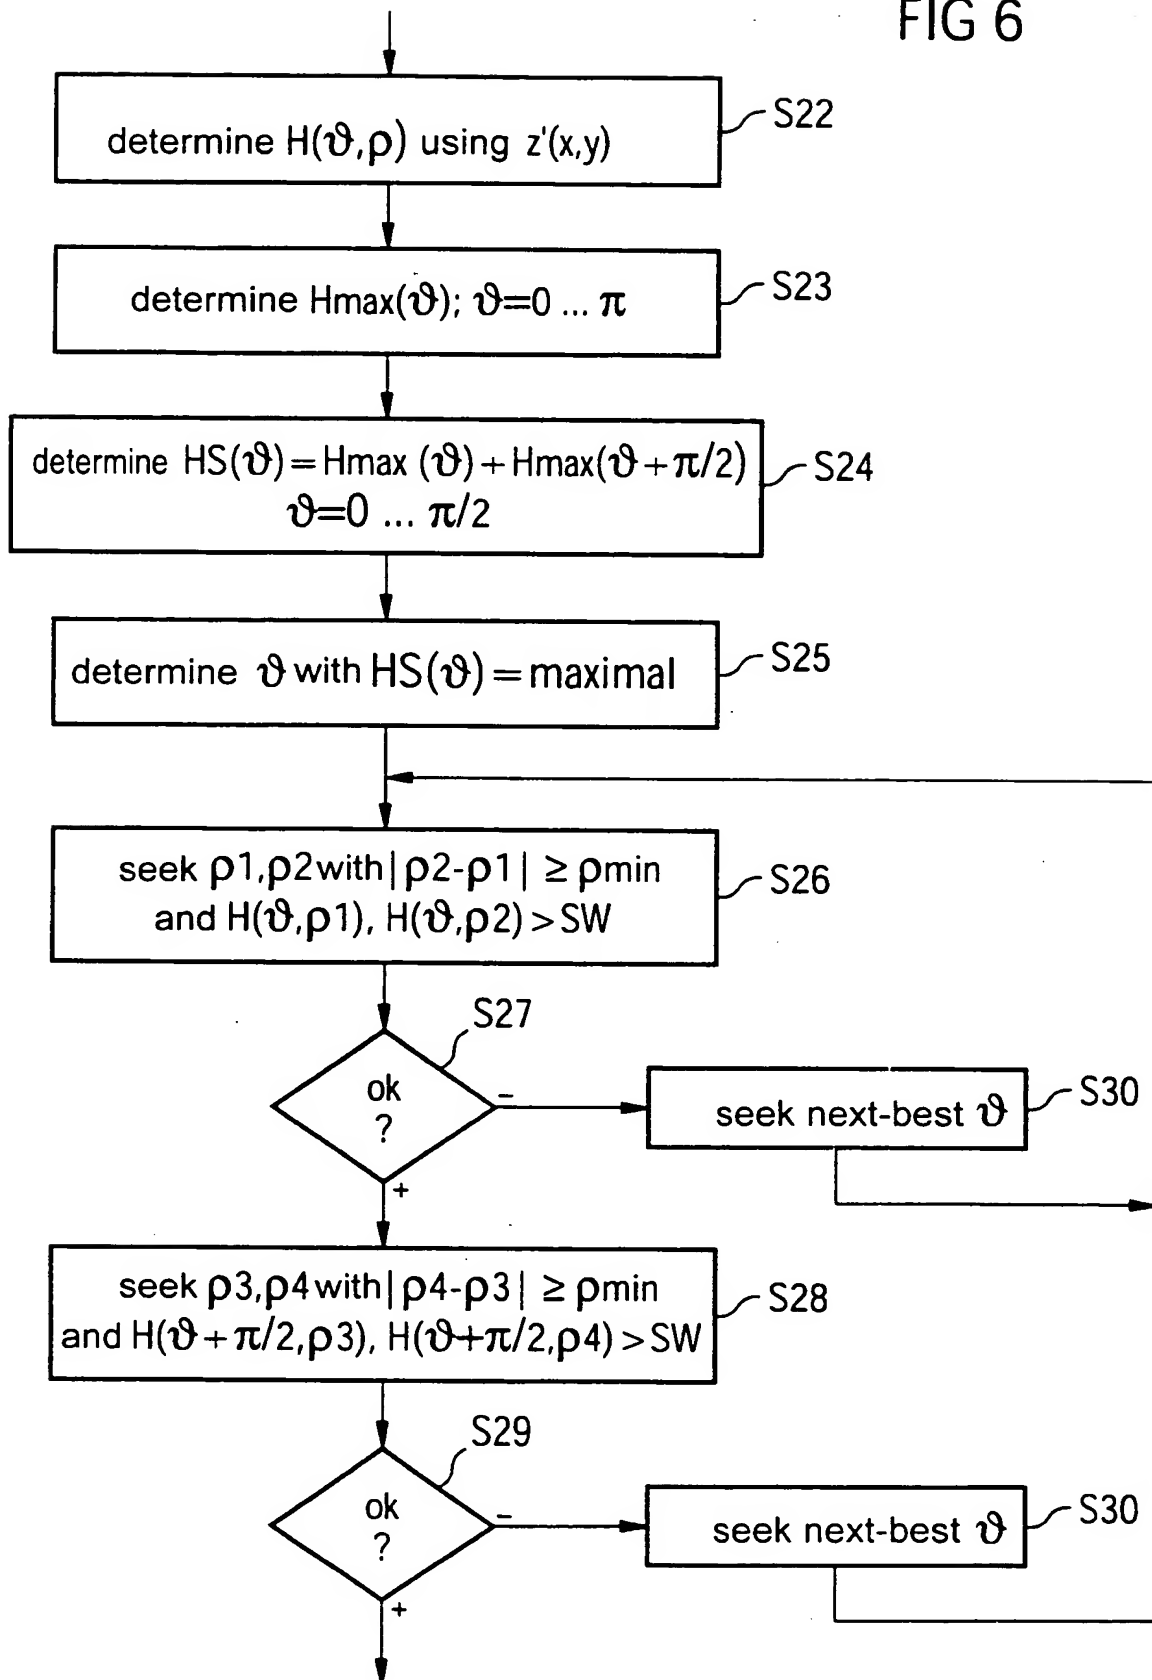 FIG 6
determine H(ϑ,ρ) using z'(x,y)
S22
determine Hmax(ϑ); ϑ=0 ... π
S23
determine HS(ϑ)=Hmax (ϑ)+Hmax(ϑ+π/2)
ϑ=0 ... π/2
S24
determine ϑ with HS(ϑ)=maximal
S25
seek ρ1,ρ2 with|ρ2-ρ1| ≥ ρmin
and H(ϑ,ρ1), H(ϑ,ρ2)>SW
S26
S27
ok
?
-
+
seek next-best ϑ
S30
seek ρ3,ρ4 with|ρ4-ρ3| ≥ ρmin
and H(ϑ+π/2,ρ3), H(ϑ+π/2,ρ4)>SW
S28
S29
ok
?
-
+
seek next-best ϑ
S30